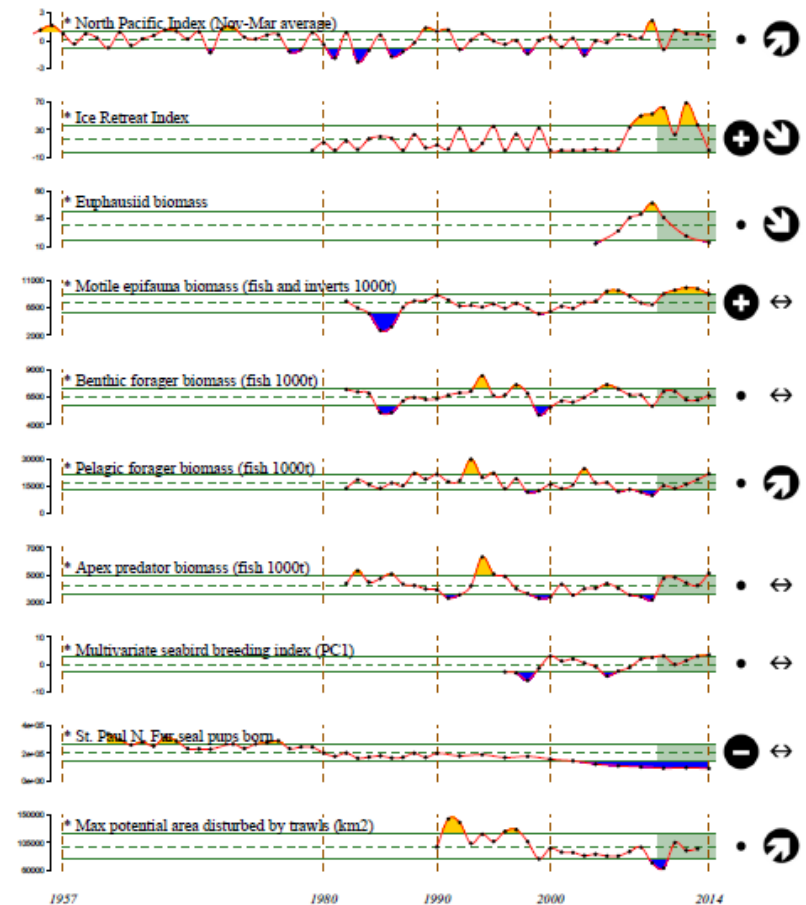 * North Pacific Index (Nov-Mar average)
3
0
-3
* Ice Retreat Index
70
30
-10
* Euphausiid biomass
60
35
10
* Motile epifauna biomass (fish and inverts 1000t)
11000
6500
2000
* Benthic forager biomass (fish 1000t)
9000
6500
4000
* Pelagic forager biomass (fish 1000t)
30000
15000
0
* Apex predator biomass (fish 1000t)
7000
5000
3000
* Multivariate seabird breeding index (PC1)
10
0
-10
* St. Paul N. Fur seal pups born
4e+05
2e+05
0e+00
* Max potential area disturbed by trawls (km2)
150000
105000
60000
1957 1980 1990 2000 2014